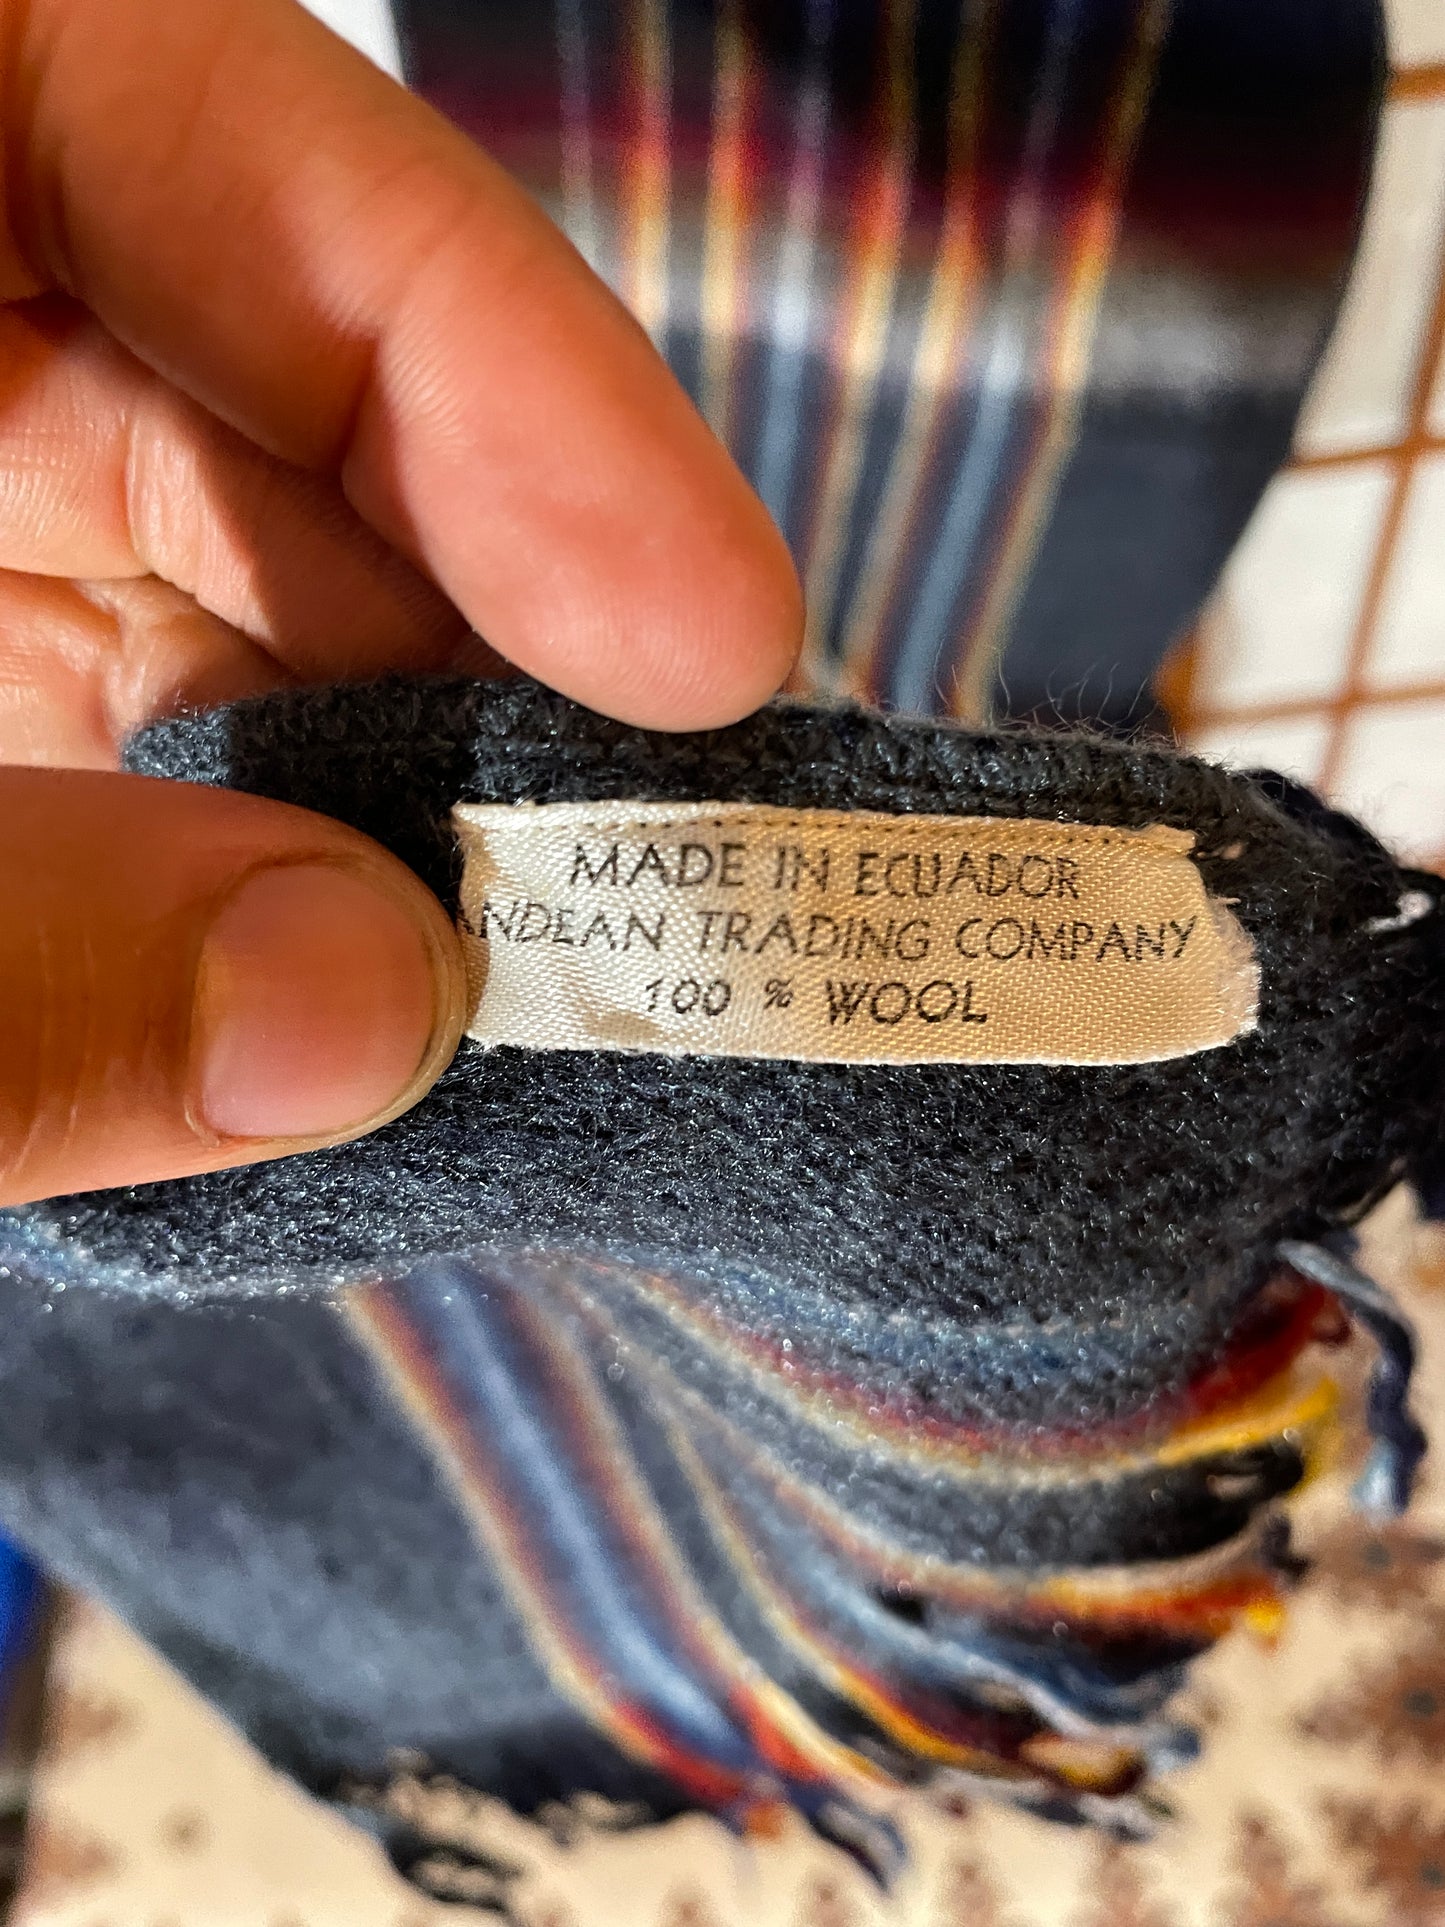 MADE IN ECUADOR
ANDEAN TRADING COMPANY
100 % WOOL